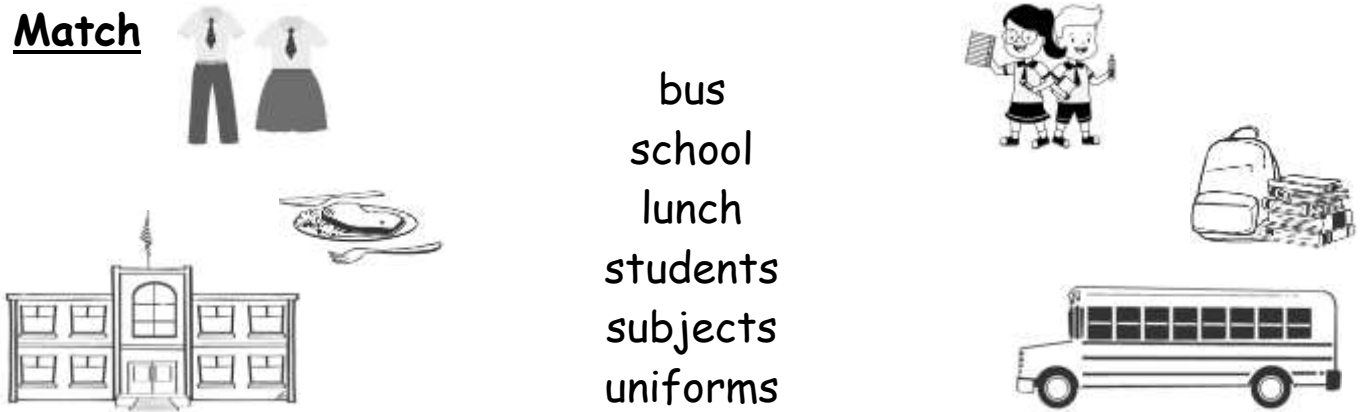 Match
bus
school
lunch
students
subjects
uniforms